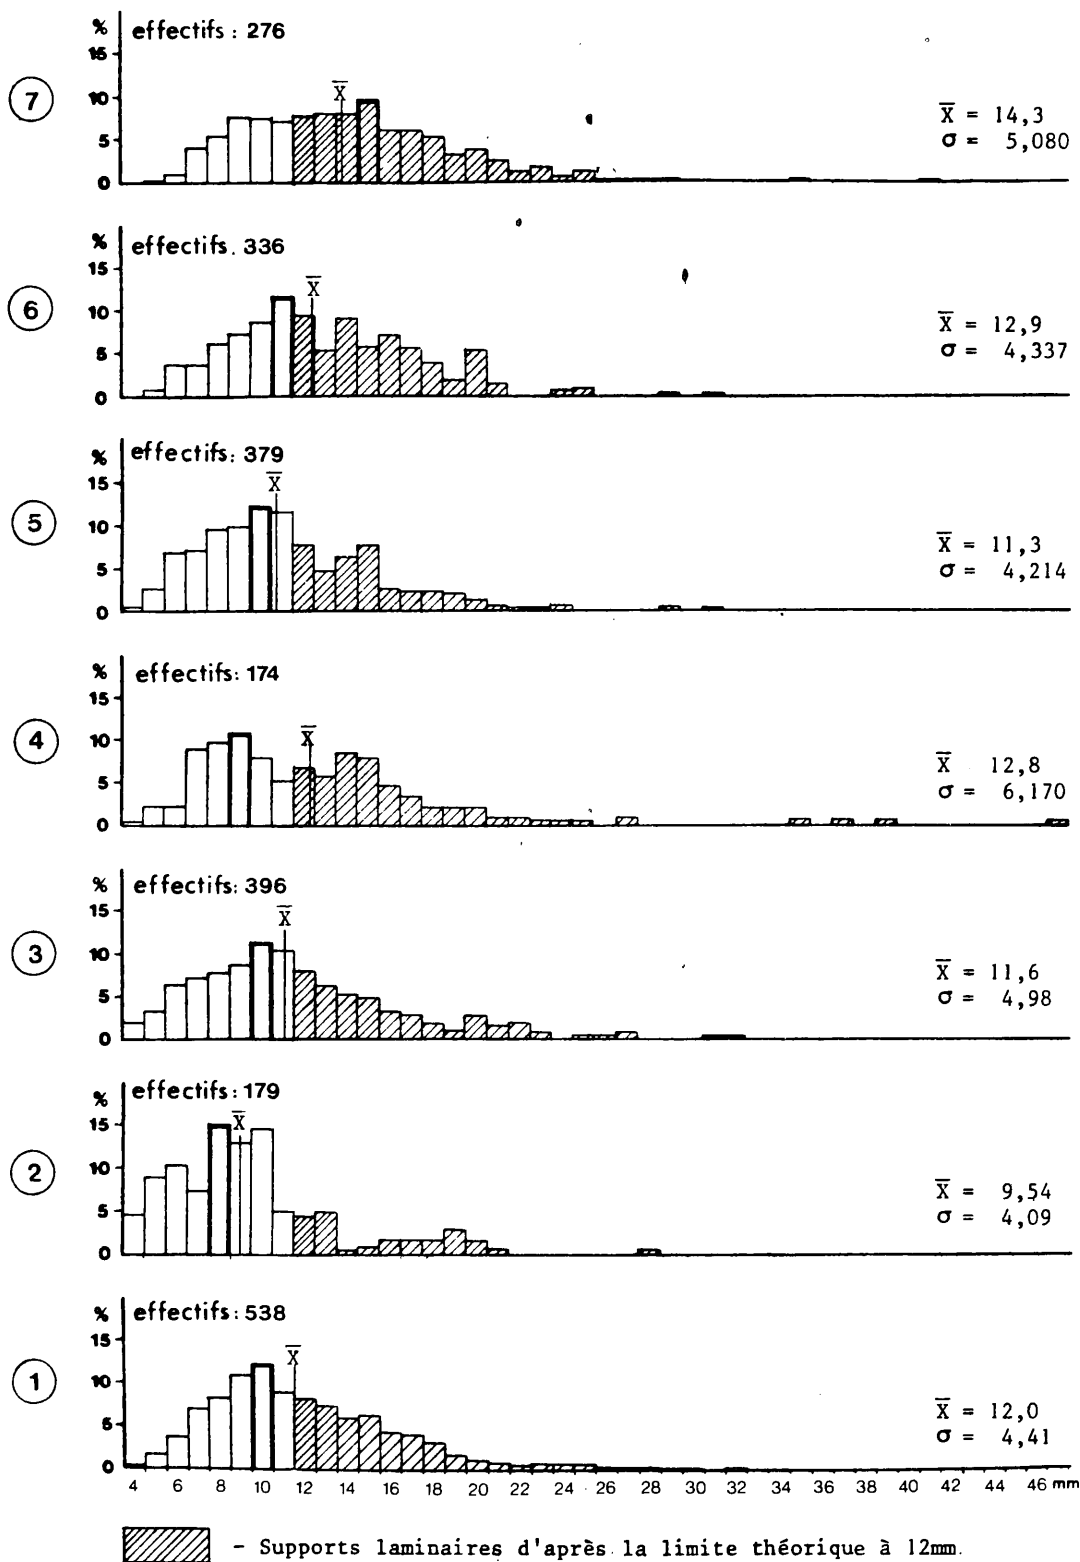 % effectifs : 276
15
10
5
0
7
X̅
X̅ = 14,3
σ = 5,080
% effectifs. 336
15
10
5
0
6
X̅
X̅ = 12,9
σ = 4,337
% effectifs: 379
15
10
5
0
5
X̅
X̅ = 11,3
σ = 4,214
% effectifs: 174
15
10
5
0
4
X̅
X̅ 12,8
σ = 6,170
% effectifs: 396
15
10
5
0
3
X̅
X̅ = 11,6
σ = 4,98
% effectifs: 179
15
10
5
0
2
X̅
X̅ = 9,54
σ = 4,09
% effectifs: 538
15
10
5
0
1
X̅
X̅ = 12,0
σ = 4,41
4 6 8 10 12 14 16 18 20 22 24 26 28 30 32 34 36 38 40 42 44 46 mm
- Supports laminaires d'après la limite théorique à 12mm.